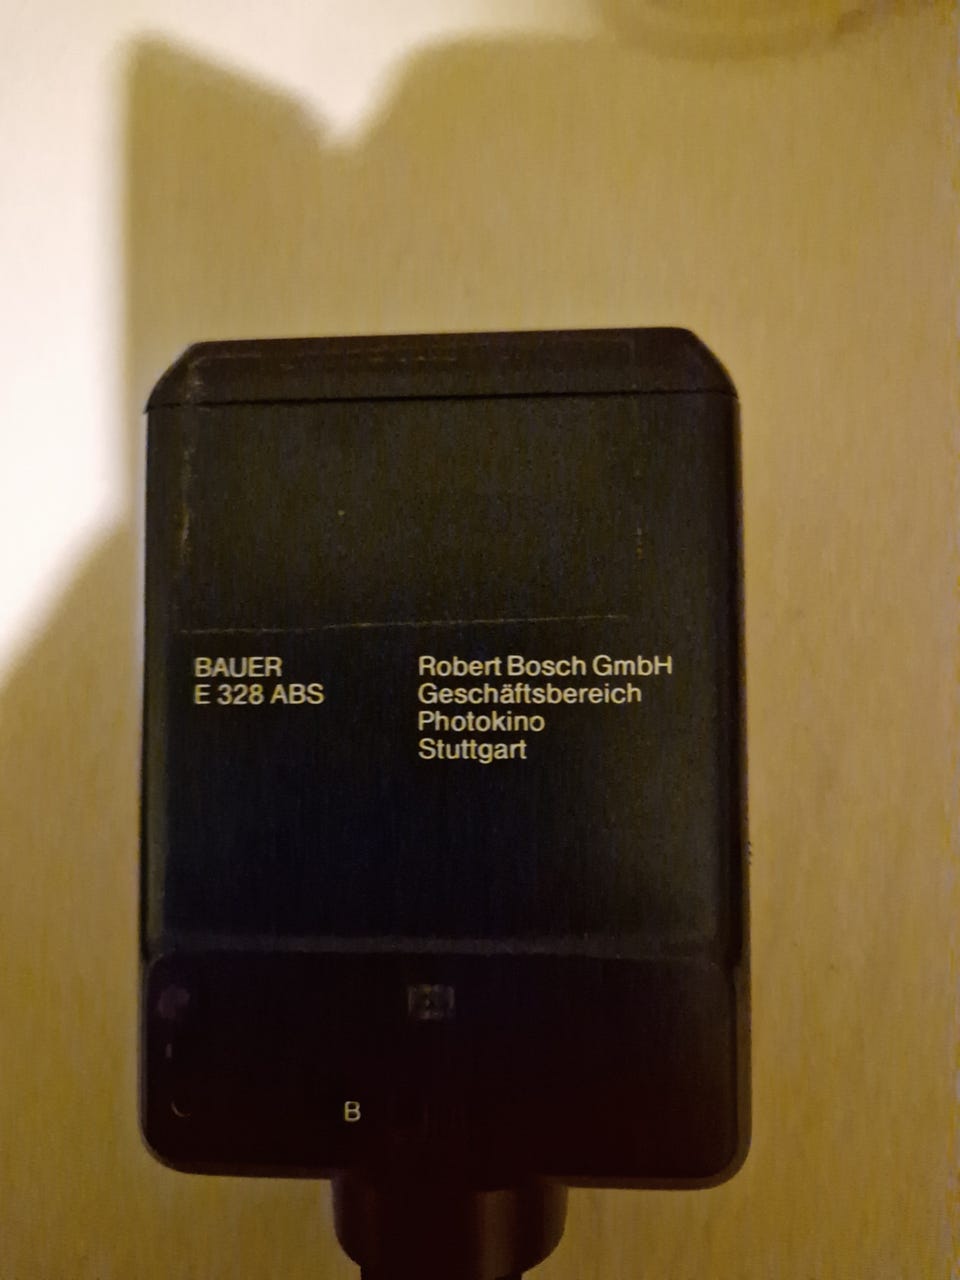 BAUER
E 328 ABS
Robert Bosch GmbH
Geschäftsbereich
Photokino
Stuttgart
B